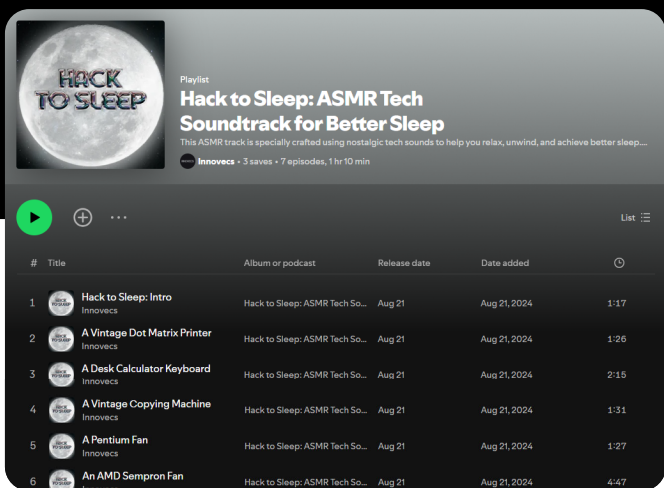 HACK
TO SLEEP
Playlist
Hack to Sleep: ASMR Tech
Soundtrack for Better Sleep
This ASMR track is specially crafted using nostalgic tech sounds to help you relax, unwind, and achieve better sleep....
Innovecs • 3 saves • 7 episodes, 1 hr 10 min
List
# Title Album or podcast Release date Date added
1 Hack to Sleep: Intro Hack to Sleep: ASMR Tech So... Aug 21 Aug 21, 2024 1:17
Innovecs
2 A Vintage Dot Matrix Printer Hack to Sleep: ASMR Tech So... Aug 21 Aug 21, 2024 1:26
Innovecs
3 A Desk Calculator Keyboard Hack to Sleep: ASMR Tech So... Aug 21 Aug 21, 2024 2:15
Innovecs
4 A Vintage Copying Machine Hack to Sleep: ASMR Tech So... Aug 21 Aug 21, 2024 1:31
Innovecs
5 A Pentium Fan Hack to Sleep: ASMR Tech So... Aug 21 Aug 21, 2024 1:27
Innovecs
6 An AMD Sempron Fan Hack to Sleep: ASMR Tech So... Aug 21 Aug 21, 2024 4:47